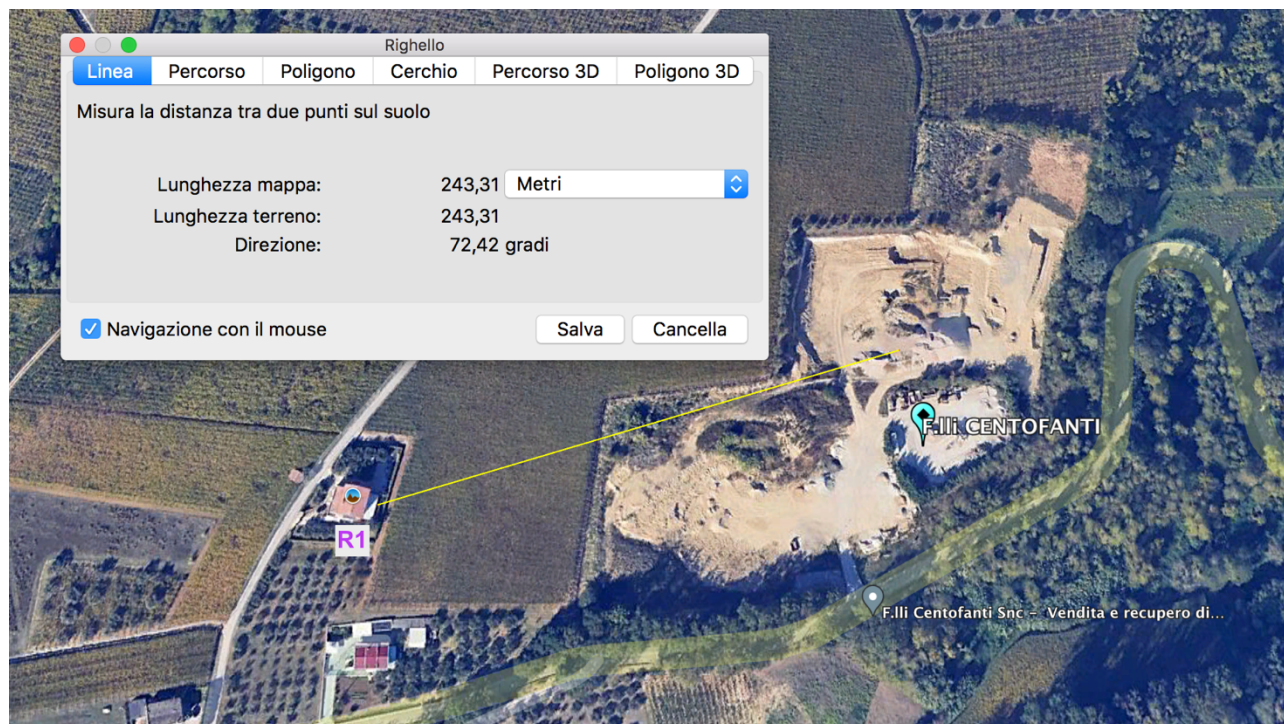 Righello
Linea Percorso Poligono Cerchio Percorso 3D Poligono 3D
Misura la distanza tra due punti sul suolo
Lunghezza mappa: 243,31 Metri
Lunghezza terreno: 243,31
Direzione: 72,42 gradi
Navigazione con il mouse Salva Cancella
F.lli CENTOFANTI
R1
F.lli Centofanti Snc - Vendita e recupero di...